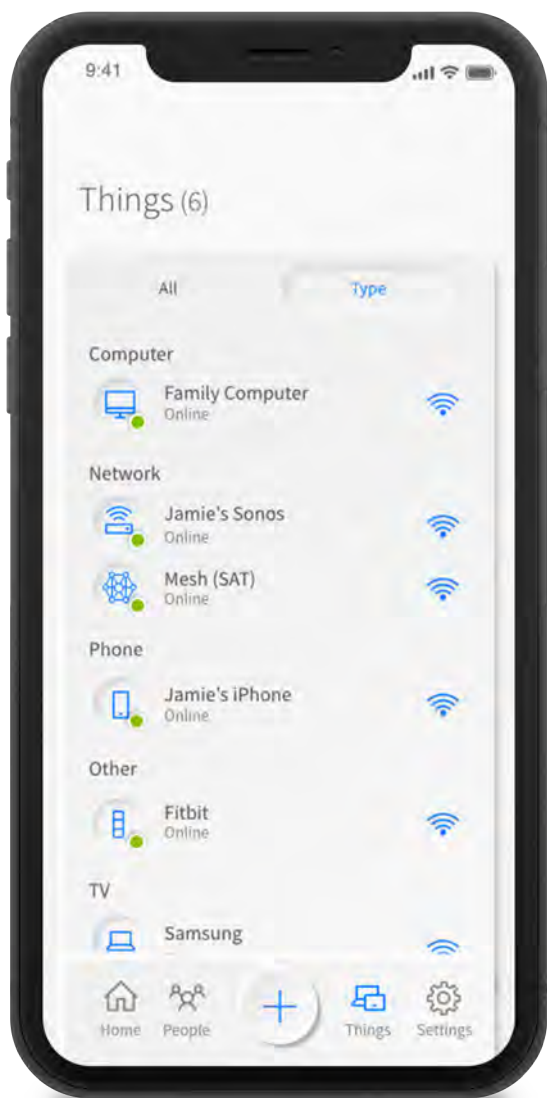 9:41
Things (6)
All Type
Computer
Family Computer
Online
Network
Jamie's Sonos
Online
Mesh (SAT)
Online
Phone
Jamie's iPhone
Online
Other
Fitbit
Online
TV
Samsung
Home People Things Settings